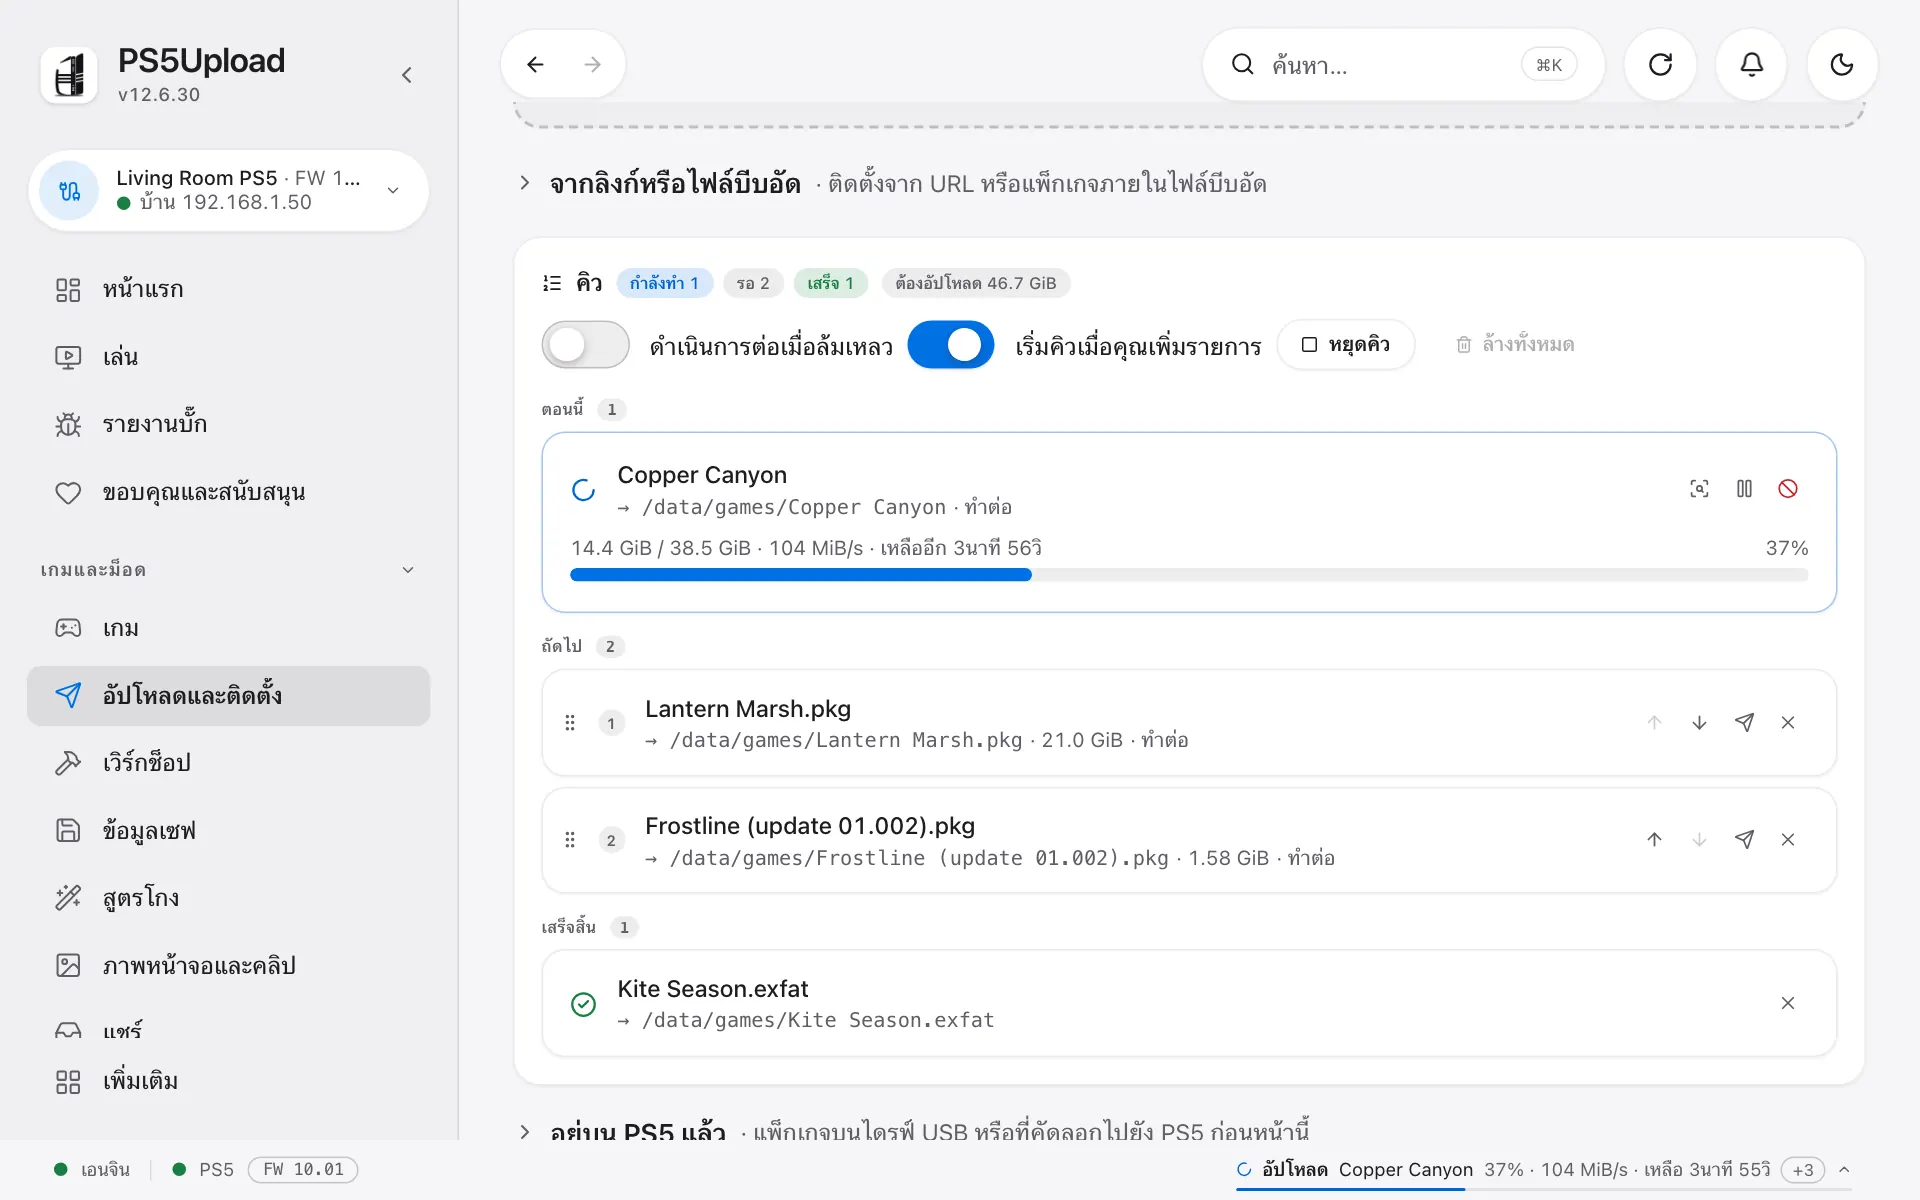 PS5Upload
v12.6.30
Living Room PS5 · FW 1...
บ้าน 192.168.1.50
หน้าแรก
เล่น
รายงานบั๊ก
ขอบคุณและสนับสนุน
เกมและม็อด
เกม
อัปโหลดและติดตั้ง
เวิร์กช็อป
ข้อมูลเซฟ
สูตรโกง
ภาพหน้าจอและคลิป
แชร์
เพิ่มเติม
ค้นหา... ⌘K
จากลิงก์หรือไฟล์บีบอัด · ติดตั้งจาก URL หรือแพ็กเกจภายในไฟล์บีบอัด
คิว กำลังทำ 1 รอ 2 เสร็จ 1 ต้องอัปโหลด 46.7 GiB
ดำเนินการต่อเมื่อล้มเหลว เริ่มคิวเมื่อคุณเพิ่มรายการ หยุดคิว ล้างทั้งหมด
ตอนนี้ 1
Copper Canyon
→ /data/games/Copper Canyon · ทำต่อ
14.4 GiB / 38.5 GiB · 104 MiB/s · เหลืออีก 3นาที 56วิ 37%
ถัดไป 2
1 Lantern Marsh.pkg
→ /data/games/Lantern Marsh.pkg · 21.0 GiB · ทำต่อ
2 Frostline (update 01.002).pkg
→ /data/games/Frostline (update 01.002).pkg · 1.58 GiB · ทำต่อ
เสร็จสิ้น 1
Kite Season.exfat
→ /data/games/Kite Season.exfat
อยู่บน PS5 แล้ว · แพ็กเกจบนไดรฟ์ USB หรือที่คัดลอกไปยัง PS5 ก่อนหน้านี้
เอนจิน PS5 FW 10.01
อัปโหลด Copper Canyon 37% · 104 MiB/s · เหลือ 3นาที 55วิ +3